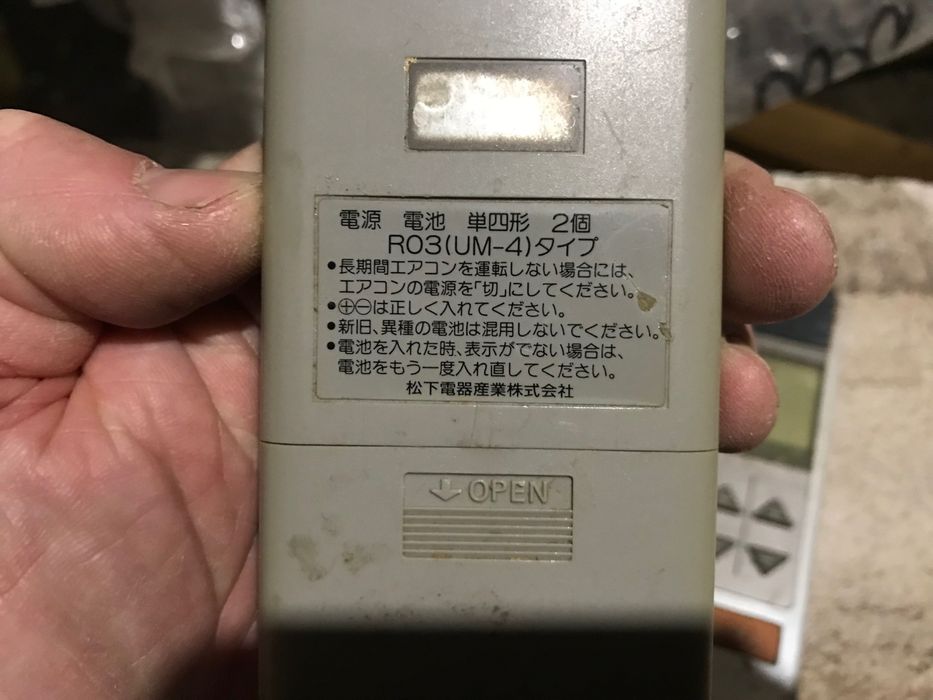 電源 電池 単四形 2個
R03(UM-4)タイプ
●長期間エアコンを運転しない場合には、
エアコンの電源を「切」にしてください。
●⊕⊖は正しく入れてください。
●新旧、異種の電池は混用しないでください。
●電池を入れた時、表示がでない場合は、
電池をもう一度入れ直してください。
松下電器産業株式会社
↓OPEN